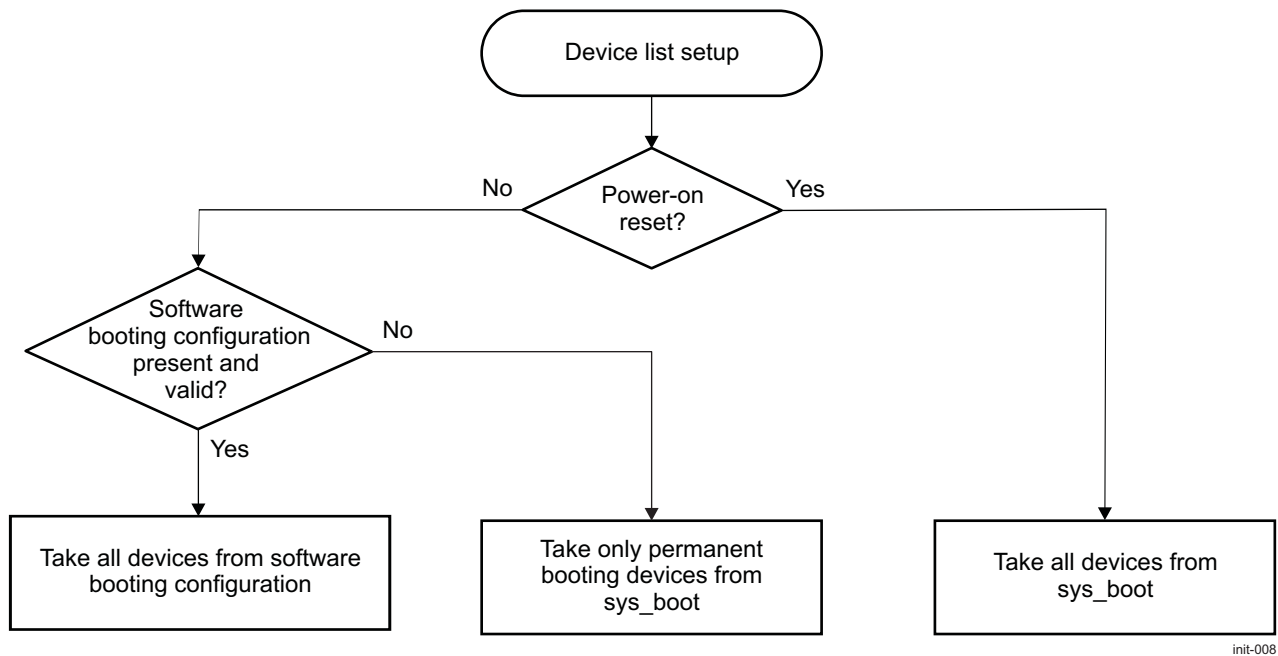 Device list setup
Power-on
reset?
No
Yes
Software
booting configuration
present and
valid?
No
Yes
Take all devices from software
booting configuration
Take only permanent
booting devices from
sys_boot
Take all devices from
sys_boot
init-008